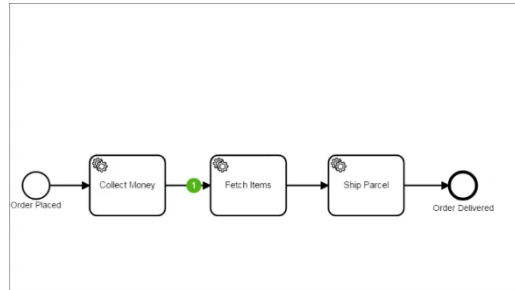 Collect Money
1
Fetch Items
Ship Parcel
Order Placed
Order Delivered